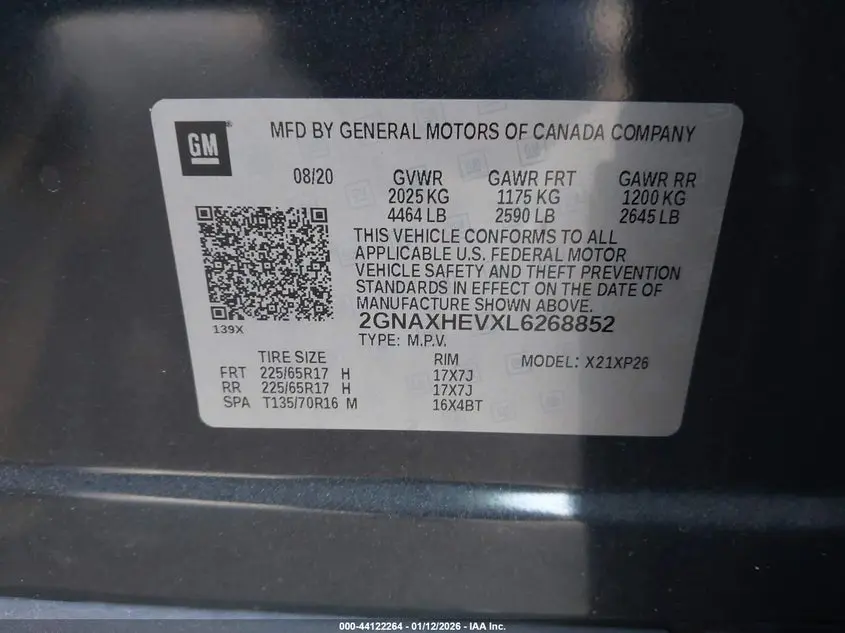 GM
MFD BY GENERAL MOTORS OF CANADA COMPANY
08/20 GVWR GAWR FRT GAWR RR
2025 KG 1175 KG 1200 KG
4464 LB 2590 LB 2645 LB
THIS VEHICLE CONFORMS TO ALL
APPLICABLE U.S. FEDERAL MOTOR
VEHICLE SAFETY AND THEFT PREVENTION
STANDARDS IN EFFECT ON THE DATE OF
MANUFACTURE SHOWN ABOVE.
139X
2GNAXHEVXL6268852
TYPE: M.P.V.
TIRE SIZE RIM MODEL: X21XP26
FRT 225/65R17 H 17X7J
RR 225/65R17 H 17X7J
SPA T135/70R16 M 16X4BT
000-44122264 - 01/12/2026 - IAA Inc.